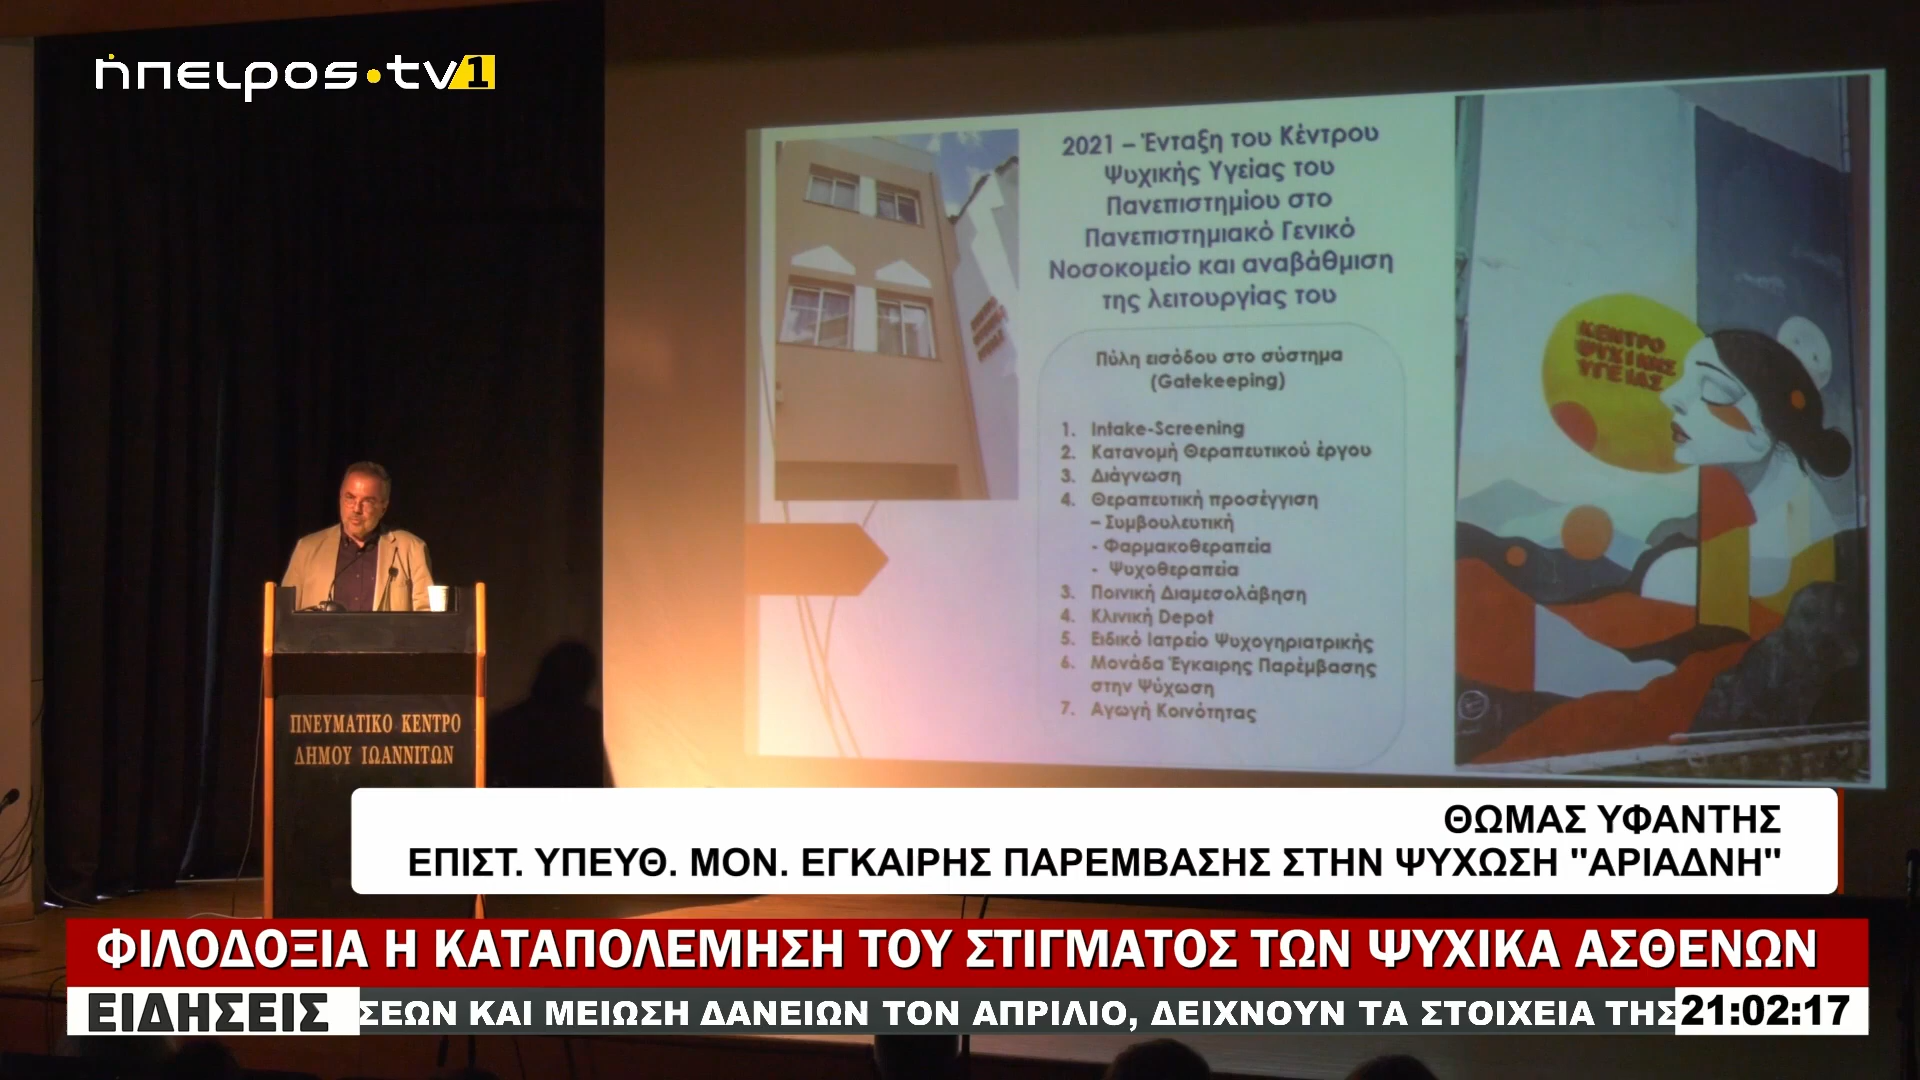 ήπειρος.tv1
2021 – Ένταξη του Κέντρου
Ψυχικής Υγείας του
Πανεπιστημίου στο
Πανεπιστημιακό Γενικό
Νοσοκομείο και αναβάθμιση
της λειτουργίας του
Πύλη εισόδου στο σύστημα
(Gatekeeping)
1. Intake-Screening
2. Κατανομή Θεραπευτικού έργου
3. Διάγνωση
4. Θεραπευτική προσέγγιση
– Συμβουλευτική
- Φαρμακοθεραπεία
- Ψυχοθεραπεία
3. Ποινική Διαμεσολάβηση
4. Κλινική Depot
5. Ειδικό Ιατρείο Ψυχογηριατρικής
6. Μονάδα Έγκαιρης Παρέμβασης
στην Ψύχωση
7. Αγωγή Κοινότητας
ΚΕΝΤΡΟ
ΨΥΧΙΚΗΣ
ΥΓΕΙΑΣ
ΠΝΕΥΜΑΤΙΚΟ ΚΕΝΤΡΟ
ΔΗΜΟΥ ΙΩΑΝΝΙΤΩΝ
ΘΩΜΑΣ ΥΦΑΝΤΗΣ
ΕΠΙΣΤ. ΥΠΕΥΘ. ΜΟΝ. ΕΓΚΑΙΡΗΣ ΠΑΡΕΜΒΑΣΗΣ ΣΤΗΝ ΨΥΧΩΣΗ "ΑΡΙΑΔΝΗ"
ΦΙΛΟΔΟΞΙΑ Η ΚΑΤΑΠΟΛΕΜΗΣΗ ΤΟΥ ΣΤΙΓΜΑΤΟΣ ΤΩΝ ΨΥΧΙΚΑ ΑΣΘΕΝΩΝ
ΕΙΔΗΣΕΙΣ ΣΕΩΝ ΚΑΙ ΜΕΙΩΣΗ ΔΑΝΕΙΩΝ ΤΟΝ ΑΠΡΙΛΙΟ, ΔΕΙΧΝΟΥΝ ΤΑ ΣΤΟΙΧΕΙΑ ΤΗΣ 21:02:17